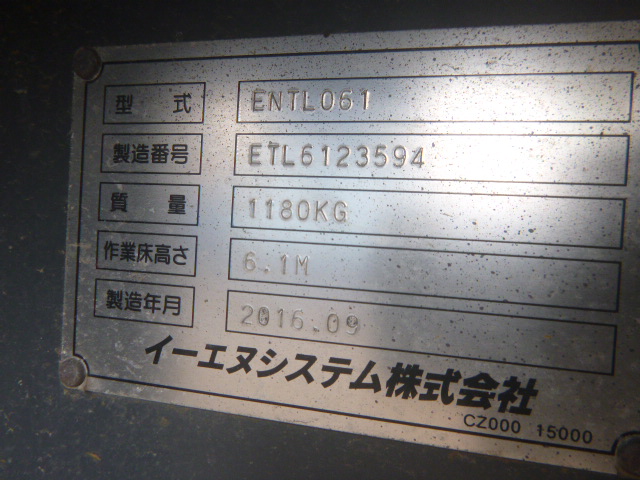 型 式 ENTL061
製造番号 ETL6123594
質 量 1180KG
作業床高さ 6.1M
製造年月 2016.09
イーエヌシステム株式会社
CZ000 15000